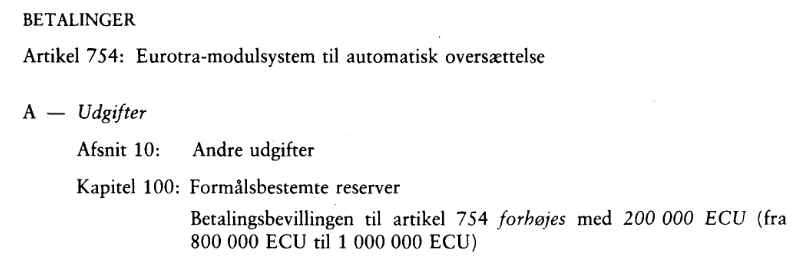 BETALINGER
Artikel 754: Eurotra-modulsystem til automatisk oversættelse
A — Udgifter
Afsnit 10: Andre udgifter
Kapitel 100: Formålsbestemte reserver
Betalingsbevillingen til artikel 754 forhøjes med 200 000 ECU (fra
800 000 ECU til 1 000 000 ECU)